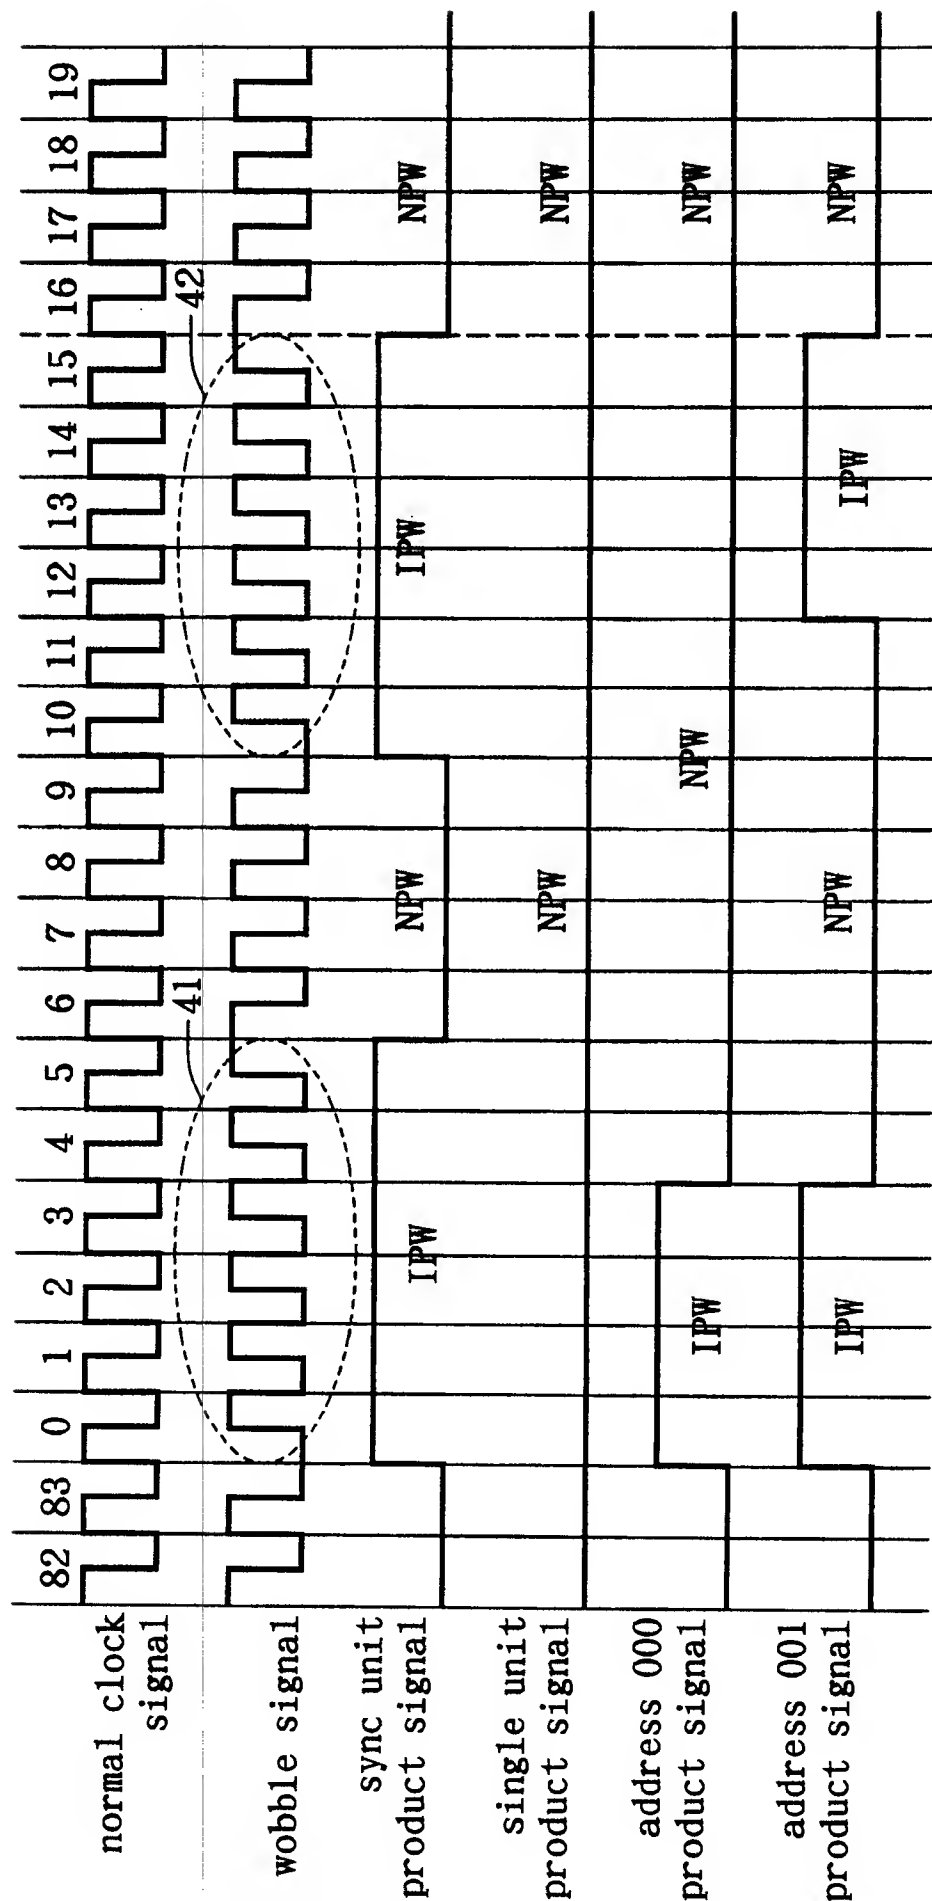 82 83 0 1 2 3 4 5 6 7 8 9 10 11 12 13 14 15 16 17 18 19
normal clock
signal
41
42
wobble signal
sync unit
product signal
IPW NPW IPW NPW
single unit
product signal
NPW NPW
address 000
product signal
IPW NPW NPW
address 001
product signal
IPW NPW IPW NPW